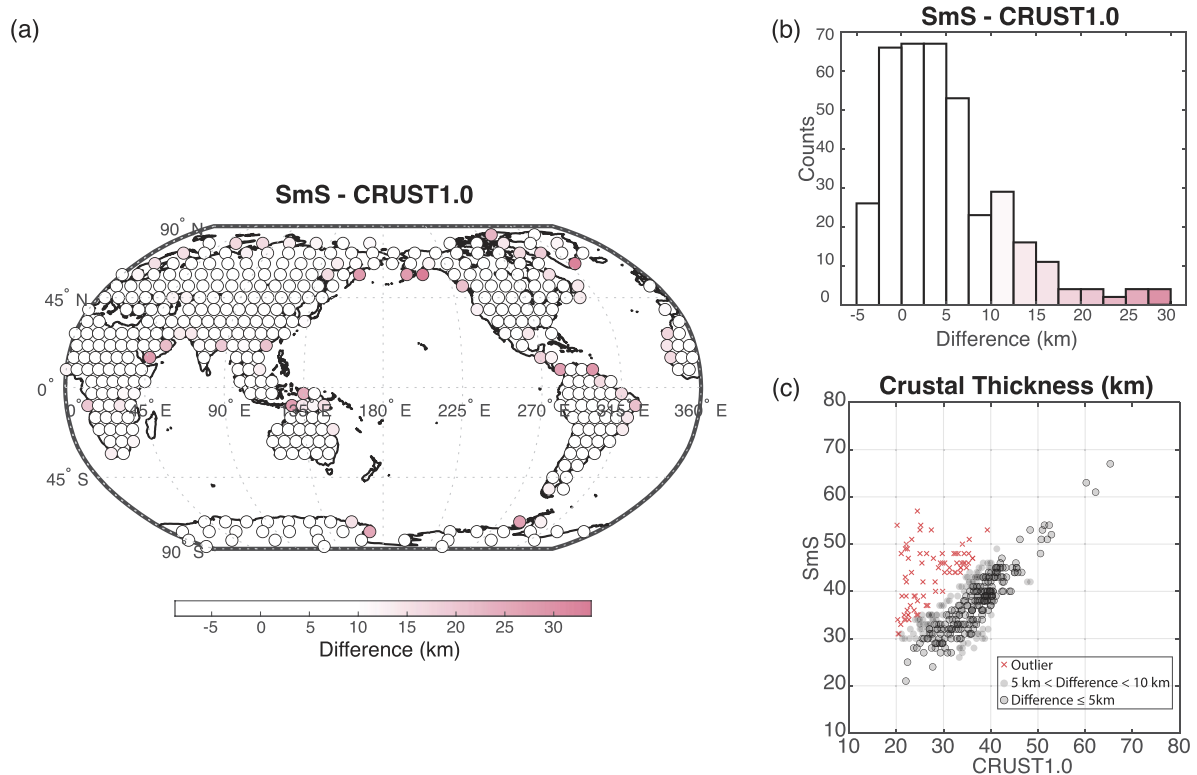 (a)
SmS - CRUST1.0
90° N
45° N
0°
0° 45° E 90° E 135° E 180° E 225° E 270° E 315° E 360° E
45° S
90° S
-5 0 5 10 15 20 25 30
Difference (km)
(b)
SmS - CRUST1.0
70
60
50
40
30
20
10
0
Counts
-5 0 5 10 15 20 25 30
Difference (km)
(c)
Crustal Thickness (km)
80
70
60
50
40
30
20
10
SmS
× Outlier
5 km < Difference < 10 km
Difference ≤ 5km
10 20 30 40 50 60 70 80
CRUST1.0